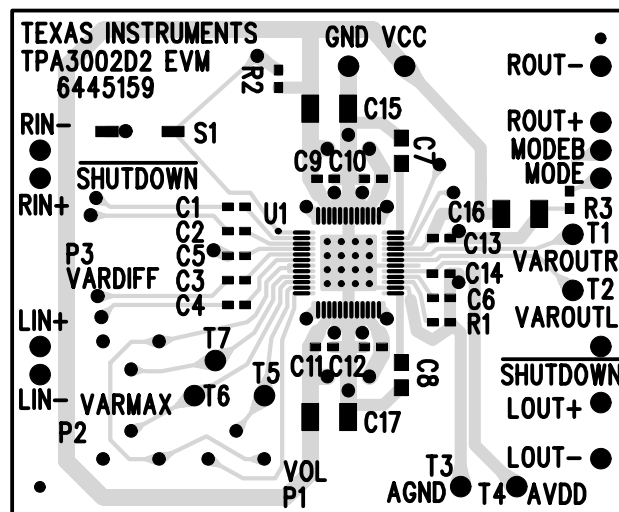 TEXAS INSTRUMENTS
TPA3002D2 EVM
6445159
R2
GND VCC
ROUT-
C15
RIN-
S1
ROUT+
C7
MODEB
C9 C10
SHUTDOWN
MODE
RIN+
C1
U1
C16
R3
C2
C13
T1
P3
C5
VAROUTR
VARDIFF
C3
C14
T2
C4
C6
LIN+
R1
VAROUTL
T7
C11 C12
C8
SHUTDOWN
T5
LIN-
VARMAX
T6
LOUT+
P2
C17
VOL
T3
LOUT-
P1
AGND
T4
AVDD